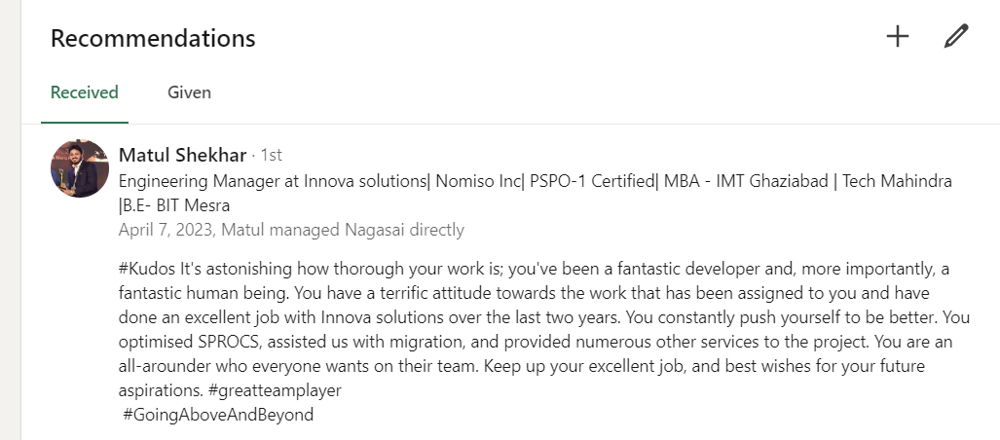 Recommendations
Received
Given
Matul Shekhar · 1st
Engineering Manager at Innova solutions| Nomiso Inc| PSPO-1 Certified| MBA - IMT Ghaziabad | Tech Mahindra
|B.E- BIT Mesra
April 7, 2023, Matul managed Nagasai directly
#Kudos It's astonishing how thorough your work is; you've been a fantastic developer and, more importantly, a
fantastic human being. You have a terrific attitude towards the work that has been assigned to you and have
done an excellent job with Innova solutions over the last two years. You constantly push yourself to be better. You
optimised SPROCS, assisted us with migration, and provided numerous other services to the project. You are an
all-arounder who everyone wants on their team. Keep up your excellent job, and best wishes for your future
aspirations. #greatteamplayer
#GoingAboveAndBeyond